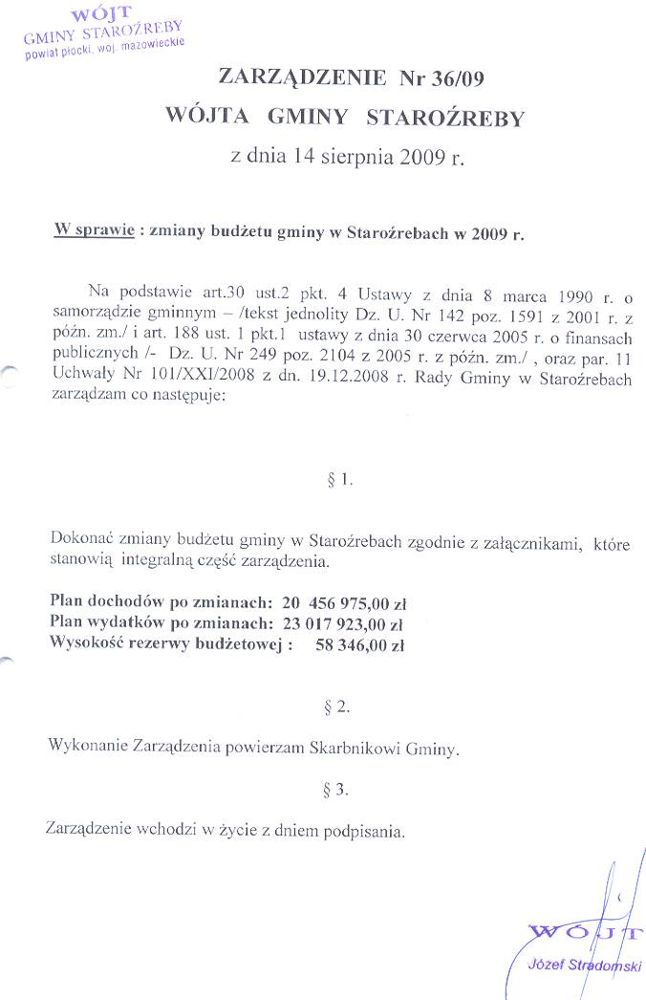 WÓJT
GMINY STAROŹREBY
powiat płocki, woj. mazowieckie
ZARZĄDZENIE Nr 36/09
WÓJTA GMINY STAROŹREBY
z dnia 14 sierpnia 2009 r.
W sprawie : zmiany budżetu gminy w Staroźrebach w 2009 r.
Na podstawie art.30 ust.2 pkt. 4 Ustawy z dnia 8 marca 1990 r. o
samorządzie gminnym – /tekst jednolity Dz. U. Nr 142 poz. 1591 z 2001 r. z
późn. zm./ i art. 188 ust. 1 pkt.1 ustawy z dnia 30 czerwca 2005 r. o finansach
publicznych /- Dz. U. Nr 249 poz. 2104 z 2005 r. z późn. zm./ , oraz par. 11
Uchwały Nr 101/XXI/2008 z dn. 19.12.2008 r. Rady Gminy w Staroźrebach
zarządzam co następuje:
§ 1.
Dokonać zmiany budżetu gminy w Staroźrebach zgodnie z załącznikami, które
stanowią integralną część zarządzenia.
Plan dochodów po zmianach: 20 456 975,00 zł
Plan wydatków po zmianach: 23 017 923,00 zł
Wysokość rezerwy budżetowej : 58 346,00 zł
§ 2.
Wykonanie Zarządzenia powierzam Skarbnikowi Gminy.
§ 3.
Zarządzenie wchodzi w życie z dniem podpisania.
WÓJT
Józef Stradomski